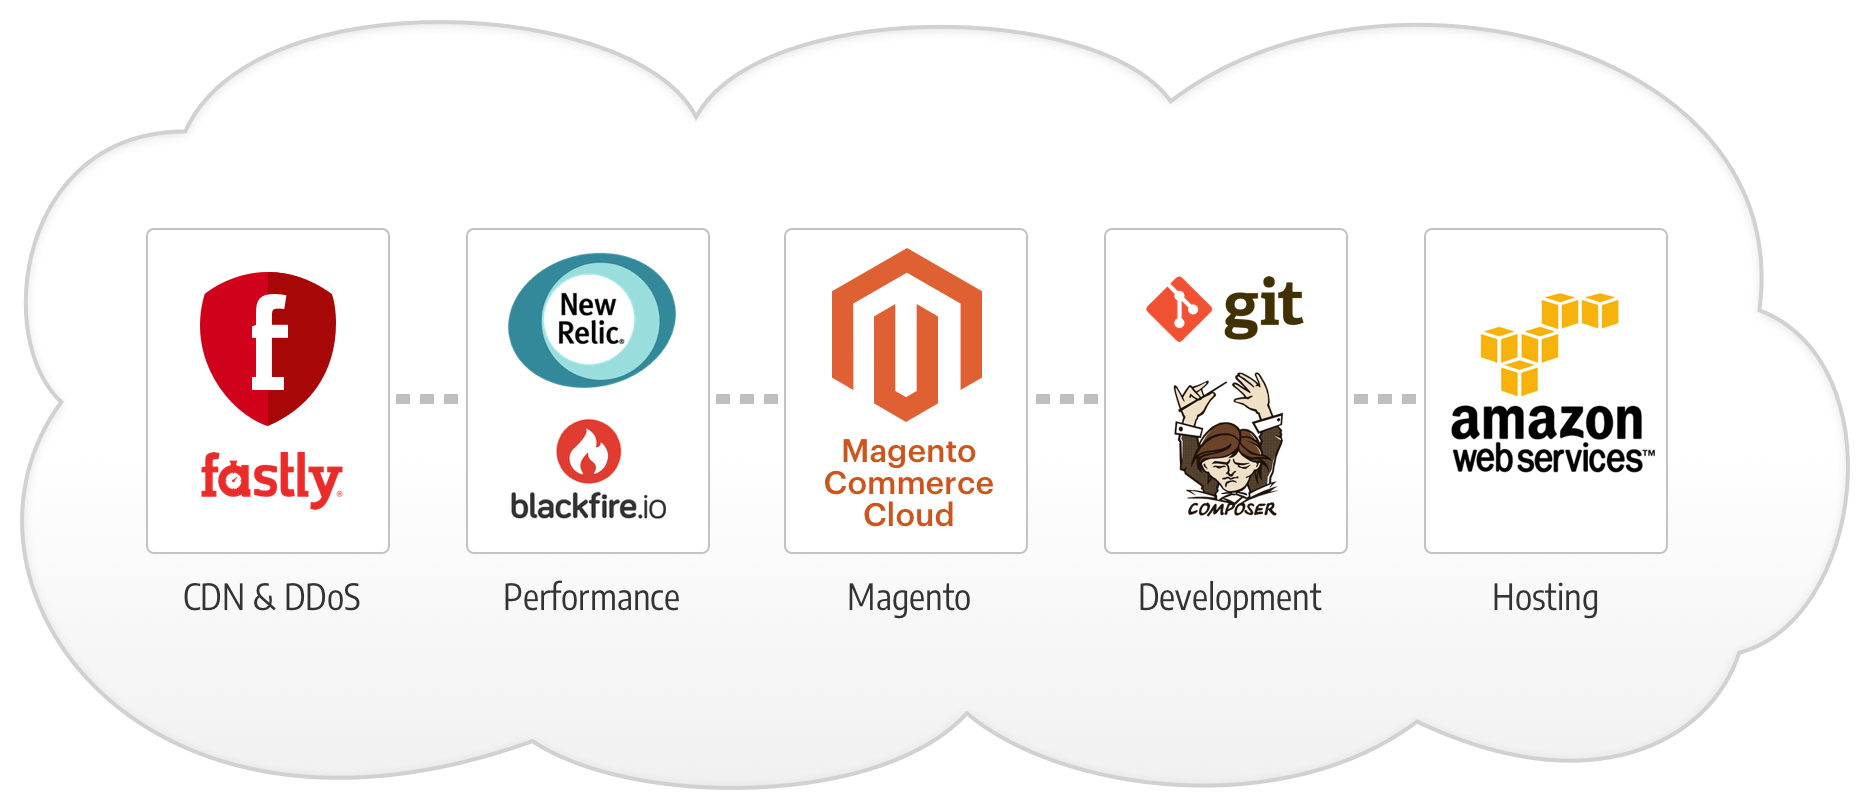 f
fastly®
CDN & DDoS
New
Relic®
blackfire.io
Performance
Magento
Commerce
Cloud
Magento
git
COMPOSER
Development
amazon
web services™
Hosting